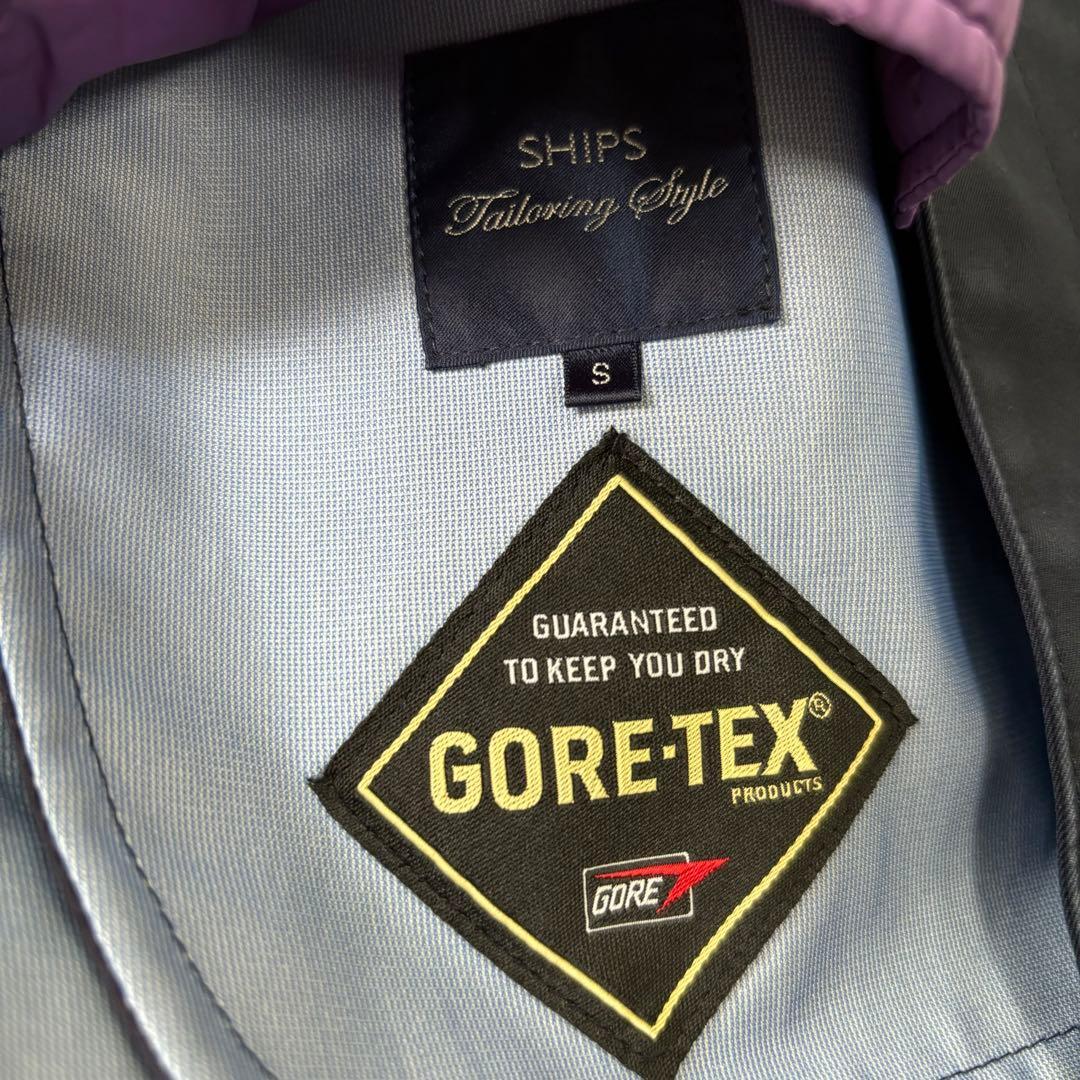 SHIPS
Tailoring Style
S
GUARANTEED
TO KEEP YOU DRY
GORE-TEX®
PRODUCTS
GORE